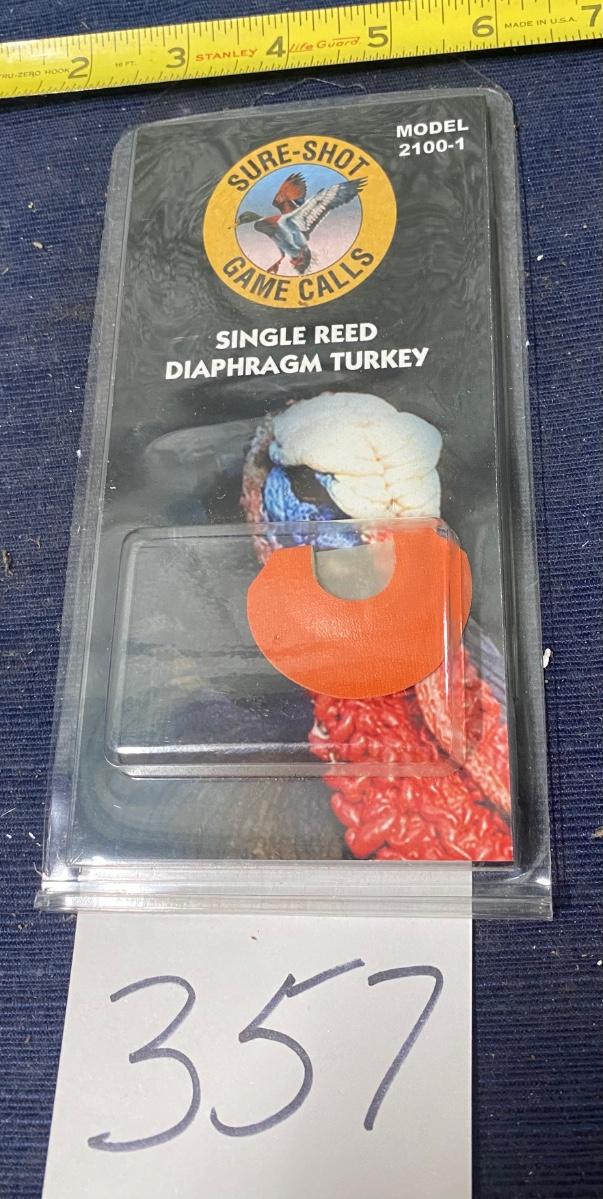 2 3 4 5 6 7
TRU-ZERO HOOK 16 FT. STANLEY LifeGuard MADE IN U.S.A.
MODEL
2100-1
SURE-SHOT
GAME CALLS
SINGLE REED
DIAPHRAGM TURKEY
357